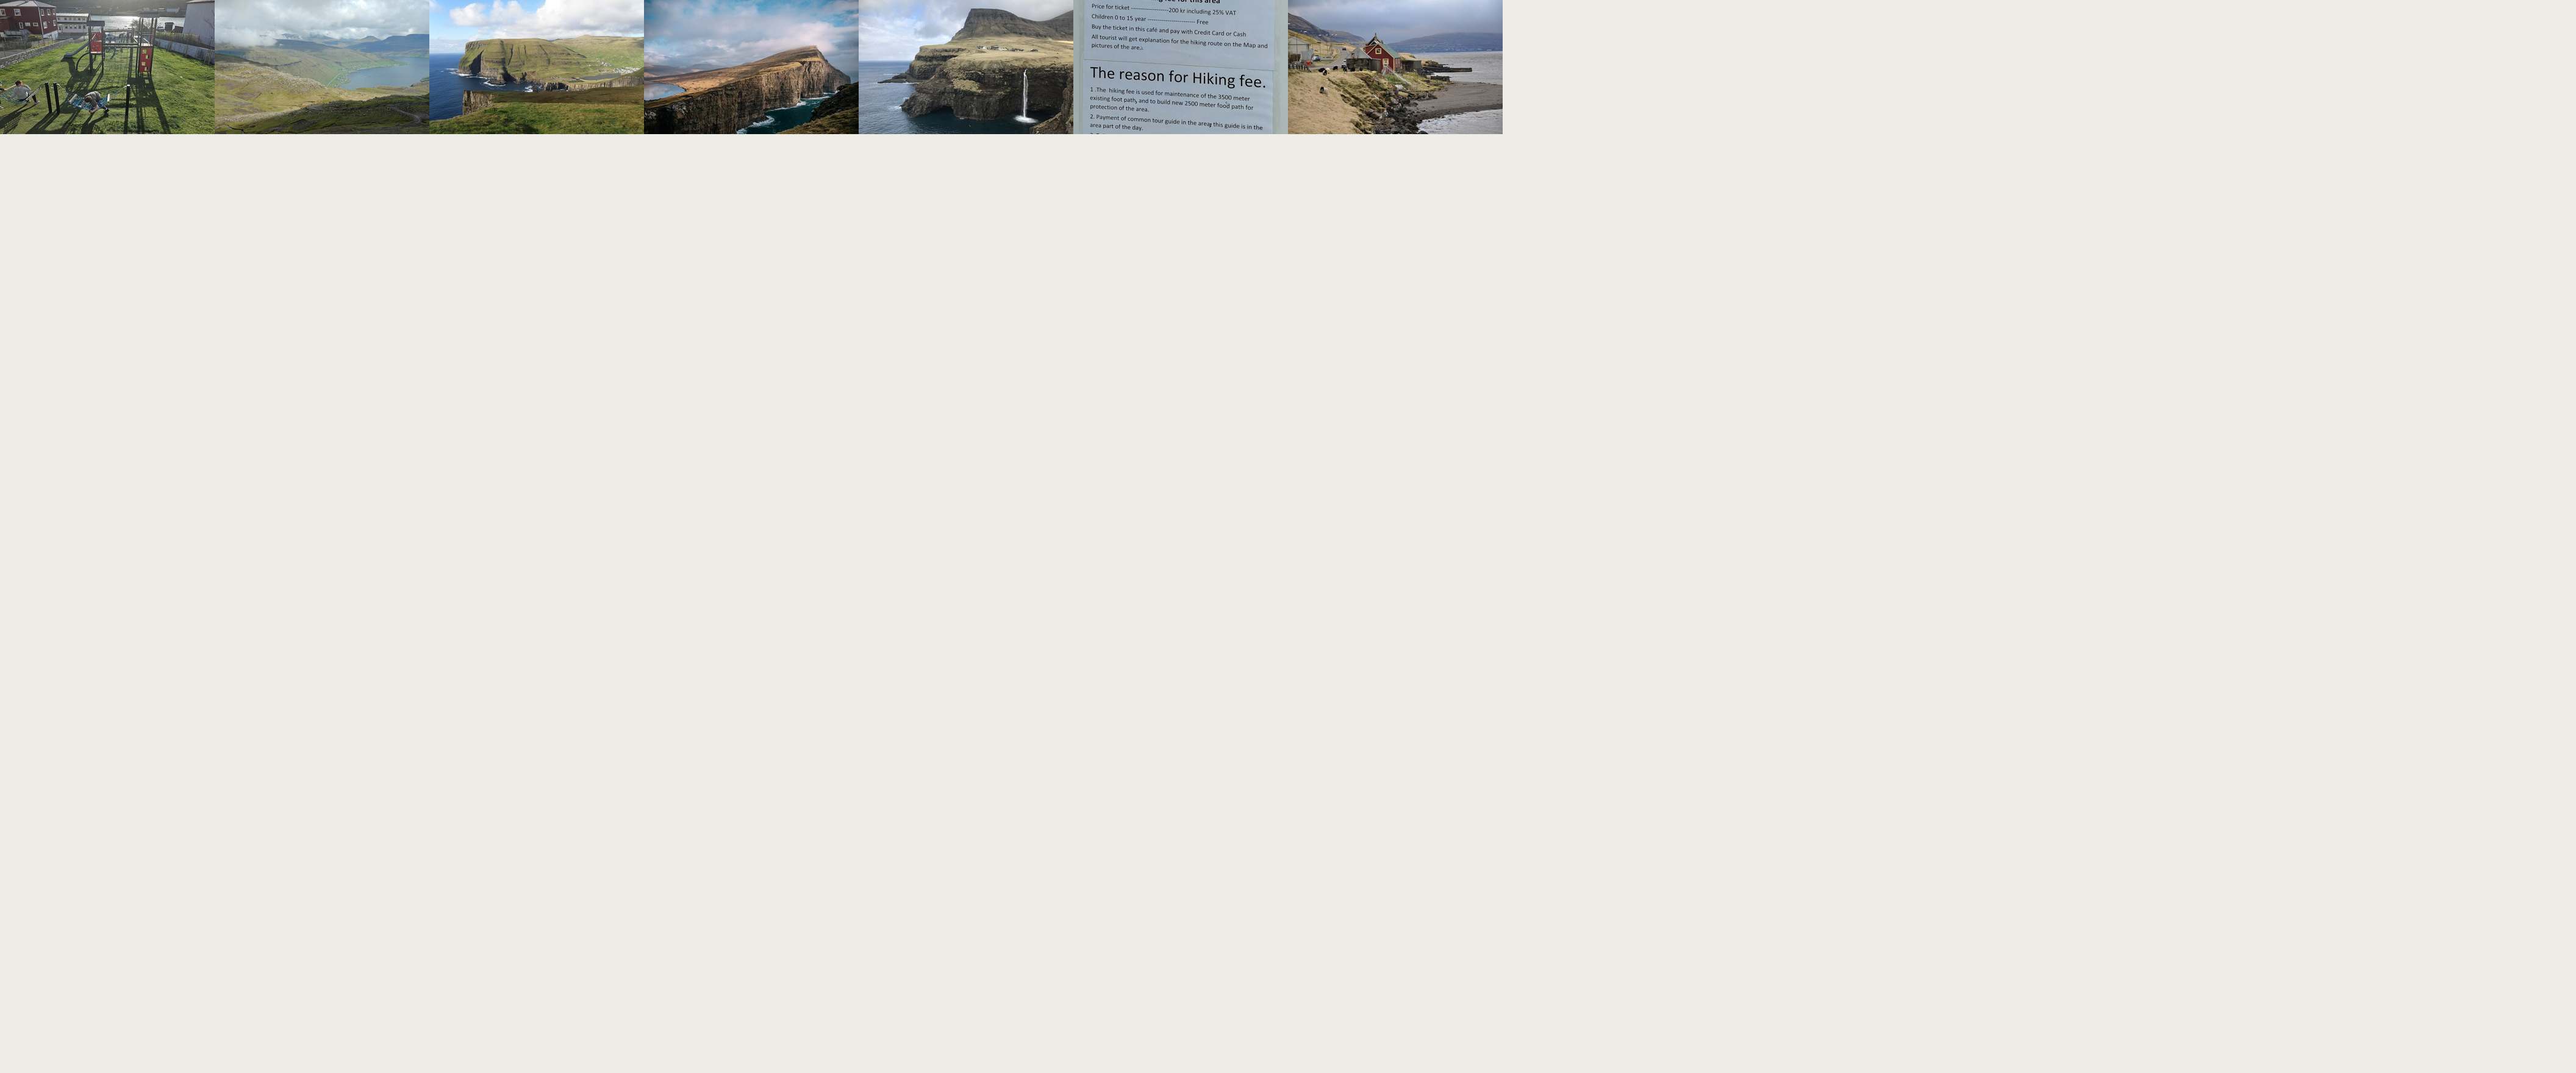 Price for ticket --------------------200 kr including 25% VAT
Children 0 to 15 year ------------------------- Free
Buy the ticket in this café and pay with Credit Card or Cash
All tourist will get explanation for the hiking route on the Map and
pictures of the are.
The reason for Hiking fee.
1 .The hiking fee is used for maintenance of the 3500 meter
existing foot path, and to build new 2500 meter food path for
protection of the area.
2. Payment of common tour guide in the area, this guide is in the
area part of the day.